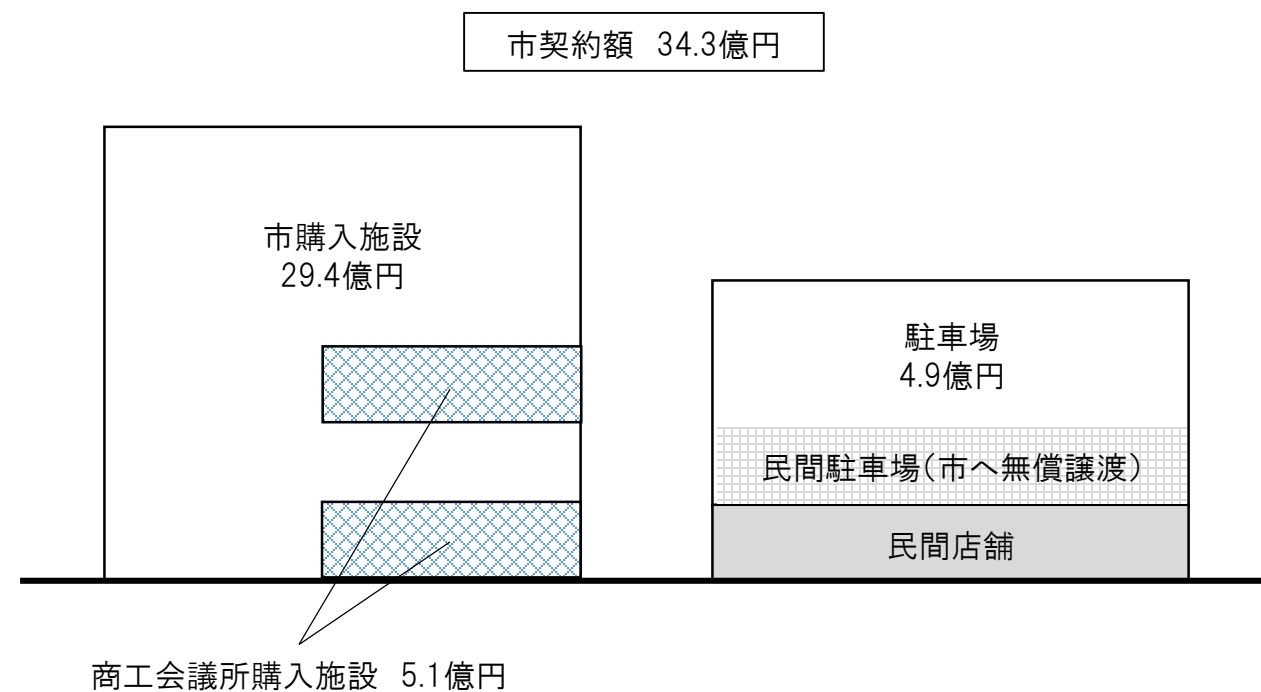 市契約額 34.3億円
市購入施設
29.4億円
駐車場
4.9億円
民間駐車場(市へ無償譲渡)
民間店舗
商工会議所購入施設 5.1億円